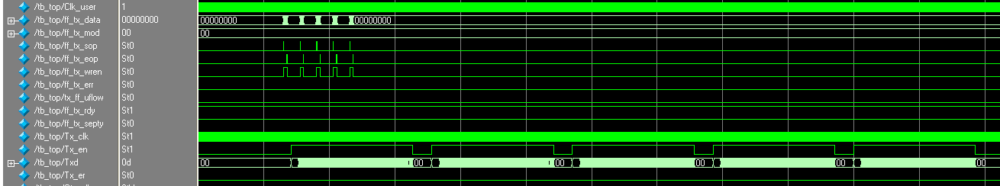 /tb_top/Clk_user 1
/tb_top/ff_tx_data 00000000 00000000 00000000
/tb_top/ff_tx_mod 00 00
/tb_top/ff_tx_sop St0
/tb_top/ff_tx_eop St0
/tb_top/ff_tx_wren St0
/tb_top/ff_tx_err St0
/tb_top/tx_ff_uflow St0
/tb_top/ff_tx_rdy St1
/tb_top/ff_tx_septy St0
/tb_top/Tx_clk St1
/tb_top/Tx_en St1
/tb_top/Txd 0d 00 00 00 00 00 00
/tb_top/Tx_er St0